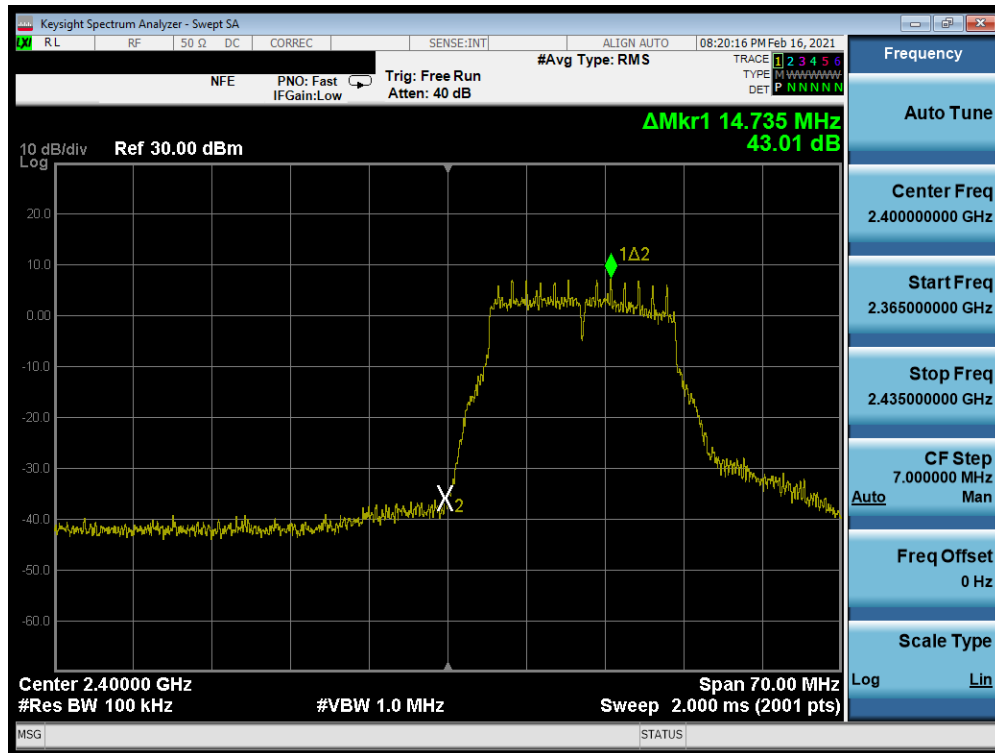 Keysight Spectrum Analyzer - Swept SA
LXI RL RF 50 Ω DC CORREC SENSE:INT ALIGN AUTO 08:20:16 PM Feb 16, 2021
NFE PNO: Fast IFGain:Low Trig: Free Run Atten: 40 dB #Avg Type: RMS
TRACE 1 2 3 4 5 6
TYPE M WWWWW
DET P N N N N N
ΔMkr1 14.735 MHz
43.01 dB
10 dB/div Ref 30.00 dBm
Log
20.0
10.0
0.00
-10.0
-20.0
-30.0
-40.0
-50.0
-60.0
1Δ2
X2
Center 2.40000 GHz Span 70.00 MHz
#Res BW 100 kHz #VBW 1.0 MHz Sweep 2.000 ms (2001 pts)
MSG STATUS
Frequency
Auto Tune
Center Freq
2.400000000 GHz
Start Freq
2.365000000 GHz
Stop Freq
2.435000000 GHz
CF Step
7.000000 MHz
Auto Man
Freq Offset
0 Hz
Scale Type
Log Lin